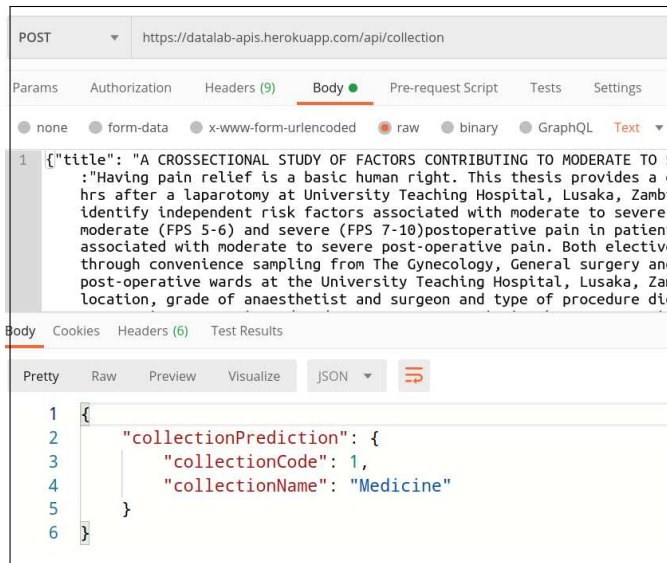 POST https://datalab-apis.herokuapp.com/api/collection
Params Authorization Headers (9) Body Pre-request Script Tests Settings
none form-data x-www-form-urlencoded raw binary GraphQL Text
1 {"title": "A CROSSECTIONAL STUDY OF FACTORS CONTRIBUTING TO MODERATE TO
:"Having pain relief is a basic human right. This thesis provides a
hrs after a laparotomy at University Teaching Hospital, Lusaka, Zamb
identify independent risk factors associated with moderate to severe
moderate (FPS 5-6) and severe (FPS 7-10)postoperative pain in patien
associated with moderate to severe post-operative pain. Both elective
through convenience sampling from The Gynecology, General surgery an
post-operative wards at the University Teaching Hospital, Lusaka, Zam
location, grade of anaesthetist and surgeon and type of procedure di
Body Cookies Headers (6) Test Results
Pretty Raw Preview Visualize JSON
1 {
2 "collectionPrediction": {
3 "collectionCode": 1,
4 "collectionName": "Medicine"
5 }
6 }